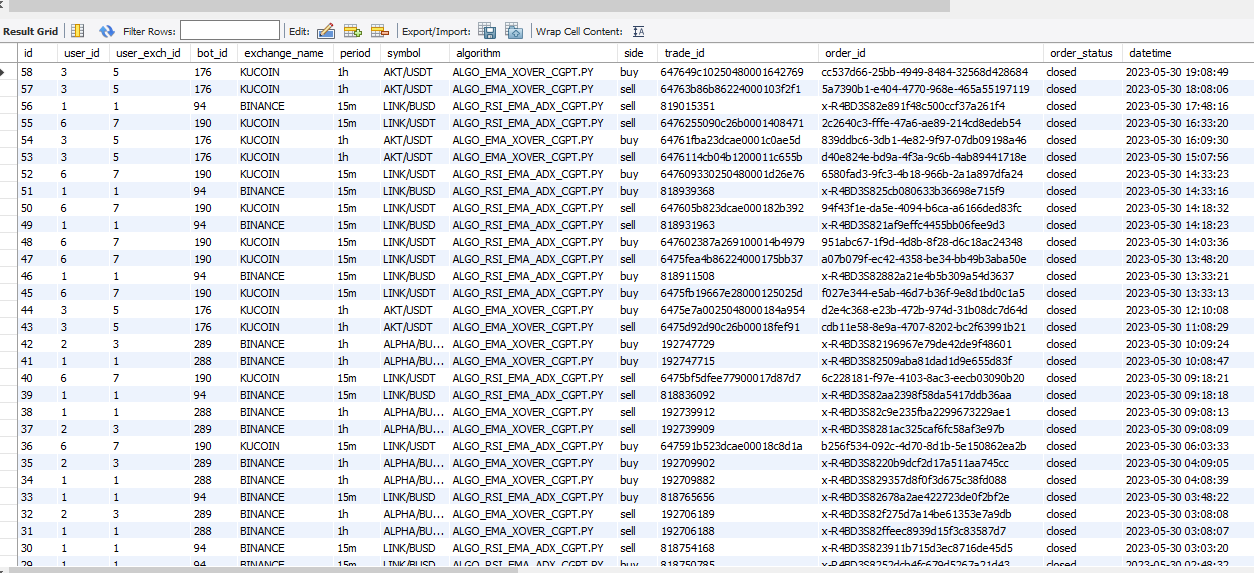 Result Grid Filter Rows: Edit: Export/Import: Wrap Cell Content:
id user_id user_exch_id bot_id exchange_name period symbol algorithm side trade_id order_id order_status datetime
58 3 5 176 KUCOIN 1h AKT/USDT ALGO_EMA_XOVER_CGPT.PY buy 647649c10250480001642769 cc537d66-25bb-4949-8484-32568d428684 closed 2023-05-30 19:08:49
57 3 5 176 KUCOIN 1h AKT/USDT ALGO_EMA_XOVER_CGPT.PY sell 64763b86b86224000103f2f1 5a7390b1-e404-4770-968e-465a55197119 closed 2023-05-30 18:08:06
56 1 1 94 BINANCE 15m LINK/BUSD ALGO_RSI_EMA_ADX_CGPT.PY buy 819015351 x-R4BD3S82e891f48c500ccf37a261f4 closed 2023-05-30 17:48:16
55 6 7 190 KUCOIN 15m LINK/USDT ALGO_RSI_EMA_ADX_CGPT.PY sell 6476255090c26b0001408471 2c2640c3-fffe-47a6-ae89-214cd8edeb54 closed 2023-05-30 16:33:20
54 3 5 176 KUCOIN 1h AKT/USDT ALGO_EMA_XOVER_CGPT.PY buy 64761fba23dcae0001c0ae5d 839ddbc6-3db1-4e82-9f97-07db09198a46 closed 2023-05-30 16:09:30
53 3 5 176 KUCOIN 1h AKT/USDT ALGO_EMA_XOVER_CGPT.PY sell 6476114cb04b1200011c655b d40e824e-bd9a-4f3a-9c6b-4ab89441718e closed 2023-05-30 15:07:56
52 6 7 190 KUCOIN 15m LINK/USDT ALGO_RSI_EMA_ADX_CGPT.PY buy 647609330250480001d26e76 6580fad3-9fc3-4b18-966b-2a1a897dfa24 closed 2023-05-30 14:33:23
51 1 1 94 BINANCE 15m LINK/BUSD ALGO_RSI_EMA_ADX_CGPT.PY buy 818939368 x-R4BD3S825cb080633b36698e715f9 closed 2023-05-30 14:33:16
50 6 7 190 KUCOIN 15m LINK/USDT ALGO_RSI_EMA_ADX_CGPT.PY sell 647605b823dcae000182b392 94f43f1e-da5e-4094-b6ca-a6166ded83fc closed 2023-05-30 14:18:32
49 1 1 94 BINANCE 15m LINK/BUSD ALGO_RSI_EMA_ADX_CGPT.PY sell 818931963 x-R4BD3S821af9effc4455bb06fee9d3 closed 2023-05-30 14:18:23
48 6 7 190 KUCOIN 15m LINK/USDT ALGO_RSI_EMA_ADX_CGPT.PY buy 647602387a269100014b4979 951abc67-1f9d-4d8b-8f28-d6c18ac24348 closed 2023-05-30 14:03:36
47 6 7 190 KUCOIN 15m LINK/USDT ALGO_RSI_EMA_ADX_CGPT.PY sell 6475fea4b86224000175bb37 a07b079f-ec42-4358-be34-bb49b3aba50e closed 2023-05-30 13:48:20
46 1 1 94 BINANCE 15m LINK/BUSD ALGO_RSI_EMA_ADX_CGPT.PY buy 818911508 x-R4BD3S82882a21e4b5b309a54d3637 closed 2023-05-30 13:33:21
45 6 7 190 KUCOIN 15m LINK/USDT ALGO_RSI_EMA_ADX_CGPT.PY buy 6475fb19667e28000125025d f027e344-e5ab-46d7-b36f-9e8d1bd0c1a5 closed 2023-05-30 13:33:13
44 3 5 176 KUCOIN 1h AKT/USDT ALGO_EMA_XOVER_CGPT.PY buy 6475e7a0025048000184a954 d2e4c368-e23b-472b-974d-31b08dc7d64d closed 2023-05-30 12:10:08
43 3 5 176 KUCOIN 1h AKT/USDT ALGO_EMA_XOVER_CGPT.PY sell 6475d92d90c26b00018fef91 cdb11e58-8e9a-4707-8202-bc2f63991b21 closed 2023-05-30 11:08:29
42 2 3 289 BINANCE 1h ALPHA/BU... ALGO_EMA_XOVER_CGPT.PY buy 192747729 x-R4BD3S82196967e79de42de9f48601 closed 2023-05-30 10:09:24
41 1 1 288 BINANCE 1h ALPHA/BU... ALGO_EMA_XOVER_CGPT.PY buy 192747715 x-R4BD3S82509aba81dad1d9e655d83f closed 2023-05-30 10:08:47
40 6 7 190 KUCOIN 15m LINK/USDT ALGO_RSI_EMA_ADX_CGPT.PY sell 6475bf5dfee77900017d87d7 6c228181-f97e-4103-8ac3-eecb03090b20 closed 2023-05-30 09:18:21
39 1 1 94 BINANCE 15m LINK/BUSD ALGO_RSI_EMA_ADX_CGPT.PY sell 818836092 x-R4BD3S82aa2398f58da5417ddb36aa closed 2023-05-30 09:18:18
38 1 1 288 BINANCE 1h ALPHA/BU... ALGO_EMA_XOVER_CGPT.PY sell 192739912 x-R4BD3S82c9e235fba2299673229ae1 closed 2023-05-30 09:08:13
37 2 3 289 BINANCE 1h ALPHA/BU... ALGO_EMA_XOVER_CGPT.PY sell 192739909 x-R4BD3S8281ac325caf6fc58af3e97b closed 2023-05-30 09:08:09
36 6 7 190 KUCOIN 15m LINK/USDT ALGO_RSI_EMA_ADX_CGPT.PY buy 647591b523dcae00018c8d1a b256f534-092c-4d70-8d1b-5e150862ea2b closed 2023-05-30 06:03:33
35 2 3 289 BINANCE 1h ALPHA/BU... ALGO_EMA_XOVER_CGPT.PY buy 192709902 x-R4BD3S8220b9dcf2d17a511aa745cc closed 2023-05-30 04:09:05
34 1 1 288 BINANCE 1h ALPHA/BU... ALGO_EMA_XOVER_CGPT.PY buy 192709882 x-R4BD3S829357d8f0f3d675c38fd088 closed 2023-05-30 04:08:39
33 1 1 94 BINANCE 15m LINK/BUSD ALGO_RSI_EMA_ADX_CGPT.PY buy 818765656 x-R4BD3S82678a2ae422723de0f2bf2e closed 2023-05-30 03:48:22
32 2 3 289 BINANCE 1h ALPHA/BU... ALGO_EMA_XOVER_CGPT.PY sell 192706189 x-R4BD3S82f275d7a14be61353e7a9db closed 2023-05-30 03:08:08
31 1 1 288 BINANCE 1h ALPHA/BU... ALGO_EMA_XOVER_CGPT.PY sell 192706188 x-R4BD3S82ffeec8939d15f3c83587d7 closed 2023-05-30 03:08:07
30 1 1 94 BINANCE 15m LINK/BUSD ALGO_RSI_EMA_ADX_CGPT.PY sell 818754168 x-R4BD3S823911b715d3ec8716de45d5 closed 2023-05-30 03:03:20
29 1 1 94 BINANCE 15m LINK/BUSD ALGO_RSI_EMA_ADX_CGPT.PY buy 818750785 closed 2023-05-30 02:48:32